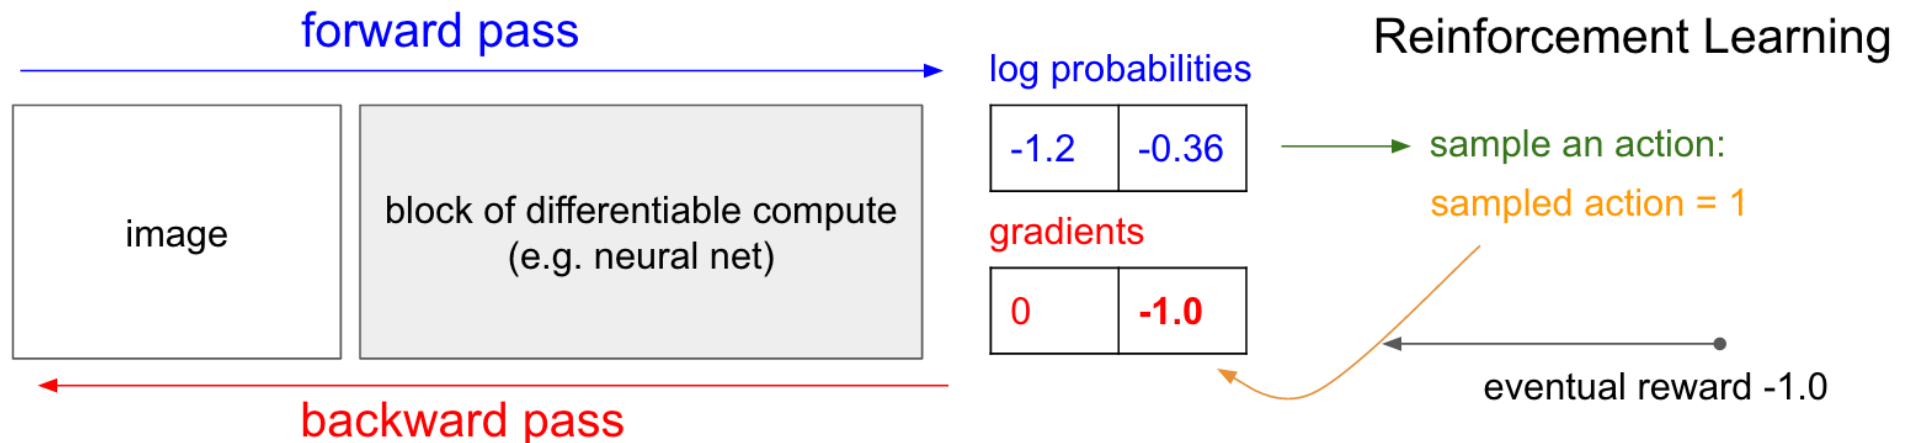 forward pass
Reinforcement Learning
log probabilities
-1.2 -0.36
sample an action:
sampled action = 1
image
block of differentiable compute
(e.g. neural net)
gradients
0 -1.0
eventual reward -1.0
backward pass